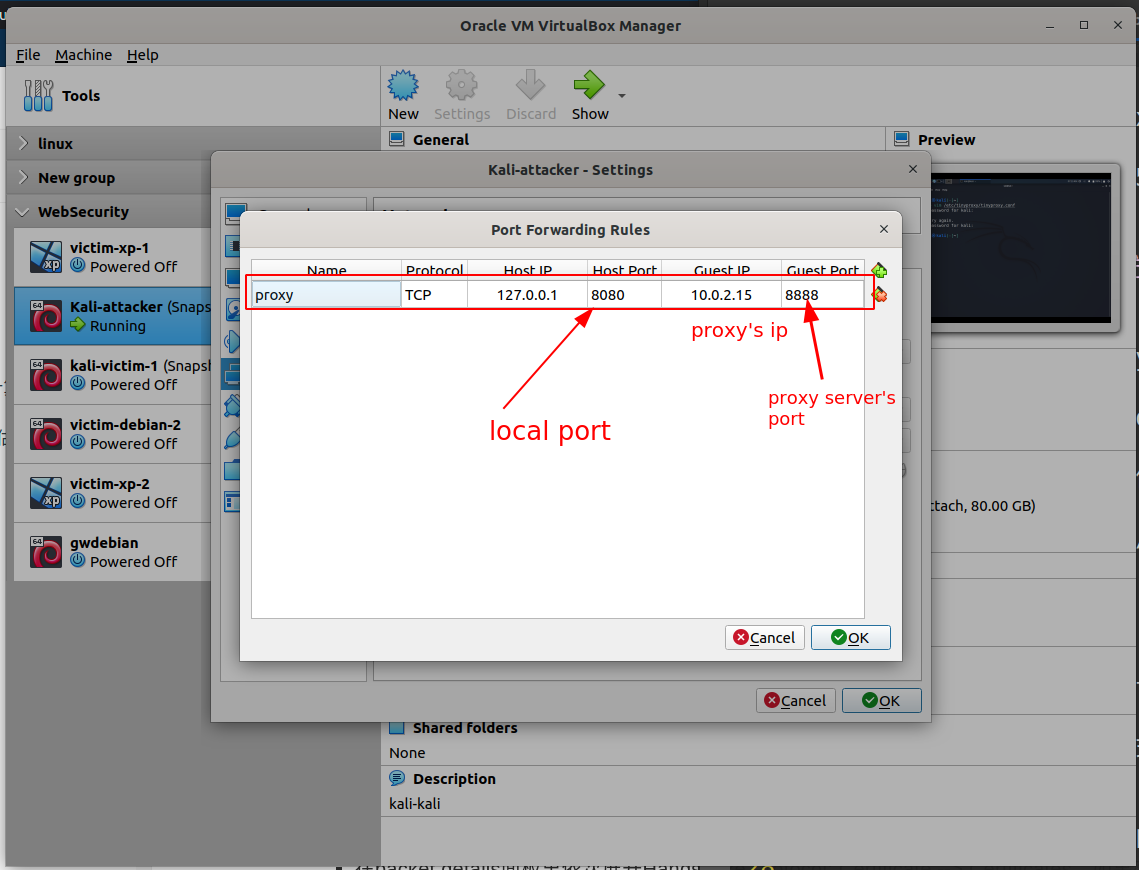 Oracle VM VirtualBox Manager
File Machine Help
Tools
New Settings Discard Show
linux
New group
WebSecurity
victim-xp-1
Powered Off
64
Kali-attacker (Snaps
Running
64
kali-victim-1 (Snapsh
Powered Off
64
victim-debian-2
Powered Off
victim-xp-2
Powered Off
64
gwdebian
Powered Off
General
Preview
Kali-attacker - Settings
Port Forwarding Rules
Name Protocol Host IP Host Port Guest IP Guest Port
proxy TCP 127.0.0.1 8080 10.0.2.15 8888
proxy's ip
proxy server's
port
local port
Cancel OK
Cancel OK
ttach, 80.00 GB)
Shared folders
None
Description
kali-kali